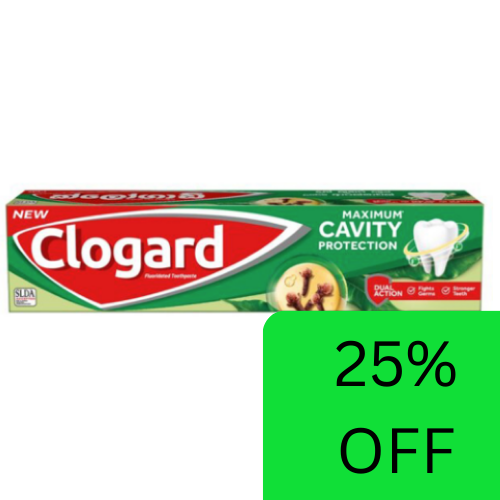 NEW
Clogard
Fluoridated Toothpaste
SLDA
MAXIMUM
CAVITY
PROTECTION
DUAL
ACTION
Fights
Germs
Stronger
Teeth
25%
OFF